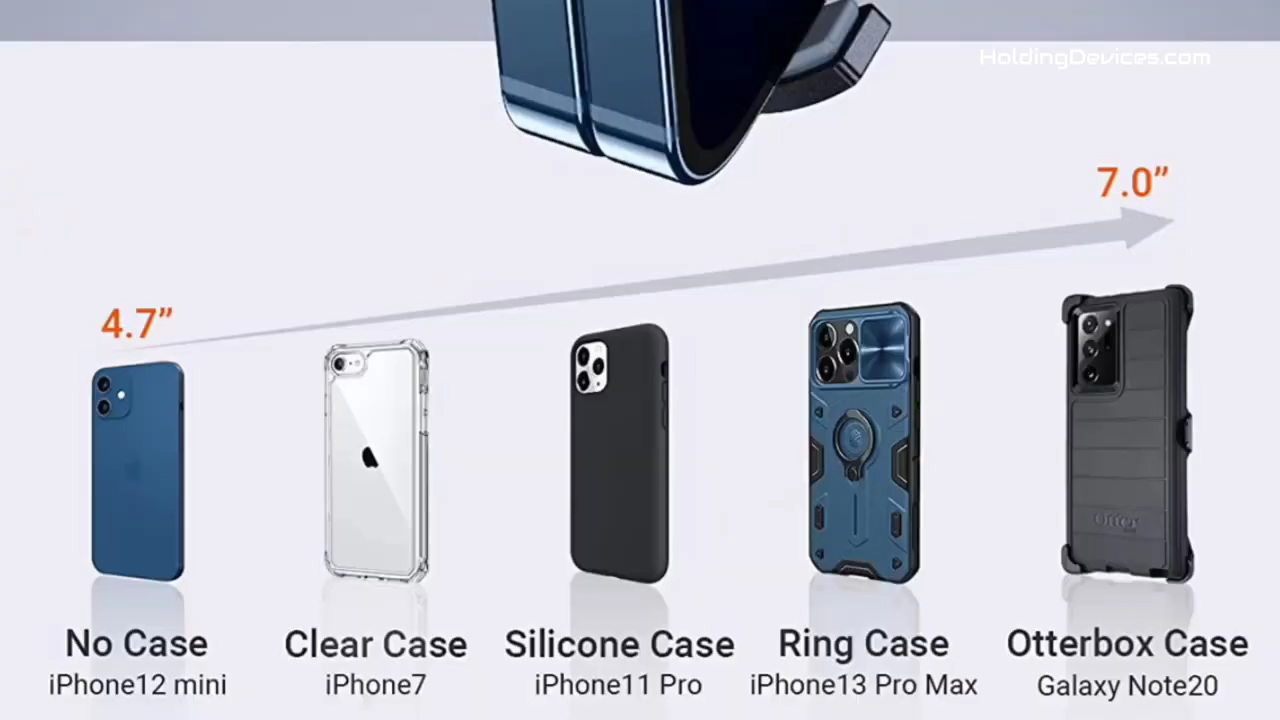 HoldingDevices.com
7.0”
4.7”
Otter
No Case
Clear Case
Silicone Case
Ring Case
Otterbox Case
iPhone12 mini
iPhone7
iPhone11 Pro
iPhone13 Pro Max
Galaxy Note20